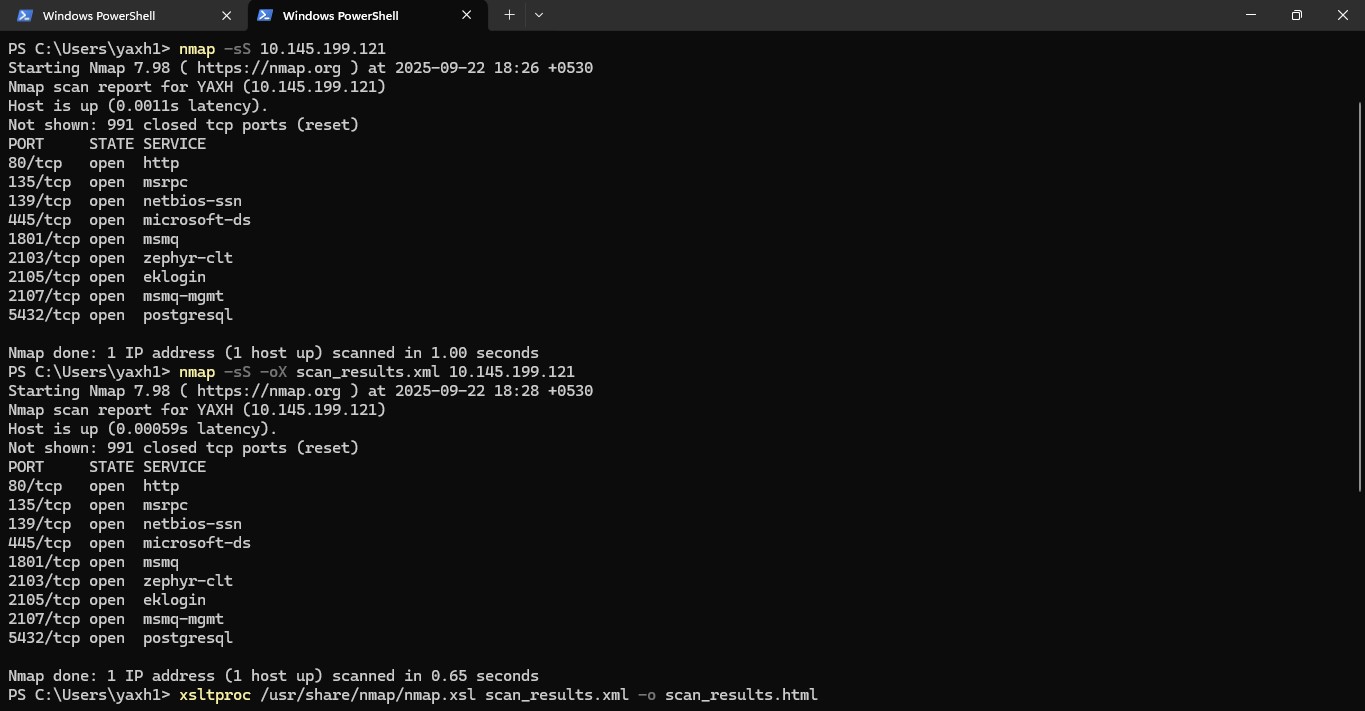 Windows PowerShell
Windows PowerShell
PS C:\Users\yaxh1> nmap -sS 10.145.199.121
Starting Nmap 7.98 ( https://nmap.org ) at 2025-09-22 18:26 +0530
Nmap scan report for YAXH (10.145.199.121)
Host is up (0.0011s latency).
Not shown: 991 closed tcp ports (reset)
PORT     STATE SERVICE
80/tcp   open  http
135/tcp  open  msrpc
139/tcp  open  netbios-ssn
445/tcp  open  microsoft-ds
1801/tcp open  msmq
2103/tcp open  zephyr-clt
2105/tcp open  eklogin
2107/tcp open  msmq-mgmt
5432/tcp open  postgresql
Nmap done: 1 IP address (1 host up) scanned in 1.00 seconds
PS C:\Users\yaxh1> nmap -sS -oX scan_results.xml 10.145.199.121
Starting Nmap 7.98 ( https://nmap.org ) at 2025-09-22 18:28 +0530
Nmap scan report for YAXH (10.145.199.121)
Host is up (0.00059s latency).
Not shown: 991 closed tcp ports (reset)
PORT     STATE SERVICE
80/tcp   open  http
135/tcp  open  msrpc
139/tcp  open  netbios-ssn
445/tcp  open  microsoft-ds
1801/tcp open  msmq
2103/tcp open  zephyr-clt
2105/tcp open  eklogin
2107/tcp open  msmq-mgmt
5432/tcp open  postgresql
Nmap done: 1 IP address (1 host up) scanned in 0.65 seconds
PS C:\Users\yaxh1> xsltproc /usr/share/nmap/nmap.xsl scan_results.xml -o scan_results.html